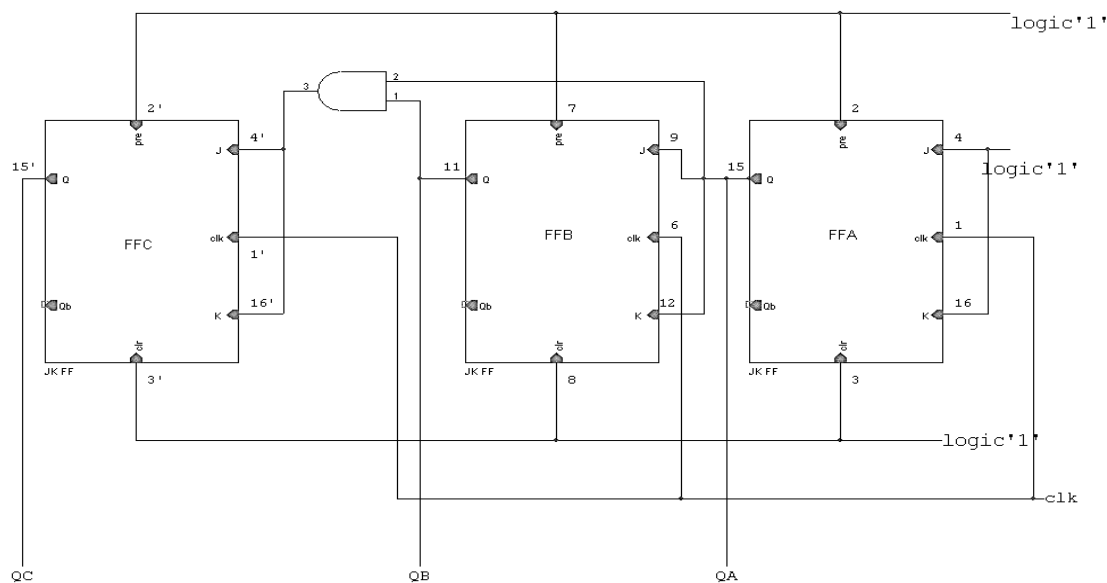 logic'1'
2
3
1
2'
7
2
pre
pre
pre
4'
J
9
J
4
J
logic'1'
15'
Q
11
Q
15
Q
FFC
clk
1'
FFB
6
clk
FFA
1
clk
Qb
16'
K
Qb
12
K
Qb
16
K
clr
clr
clr
JK FF
3'
JK FF
8
JK FF
3
logic'1'
clk
QC
QB
QA